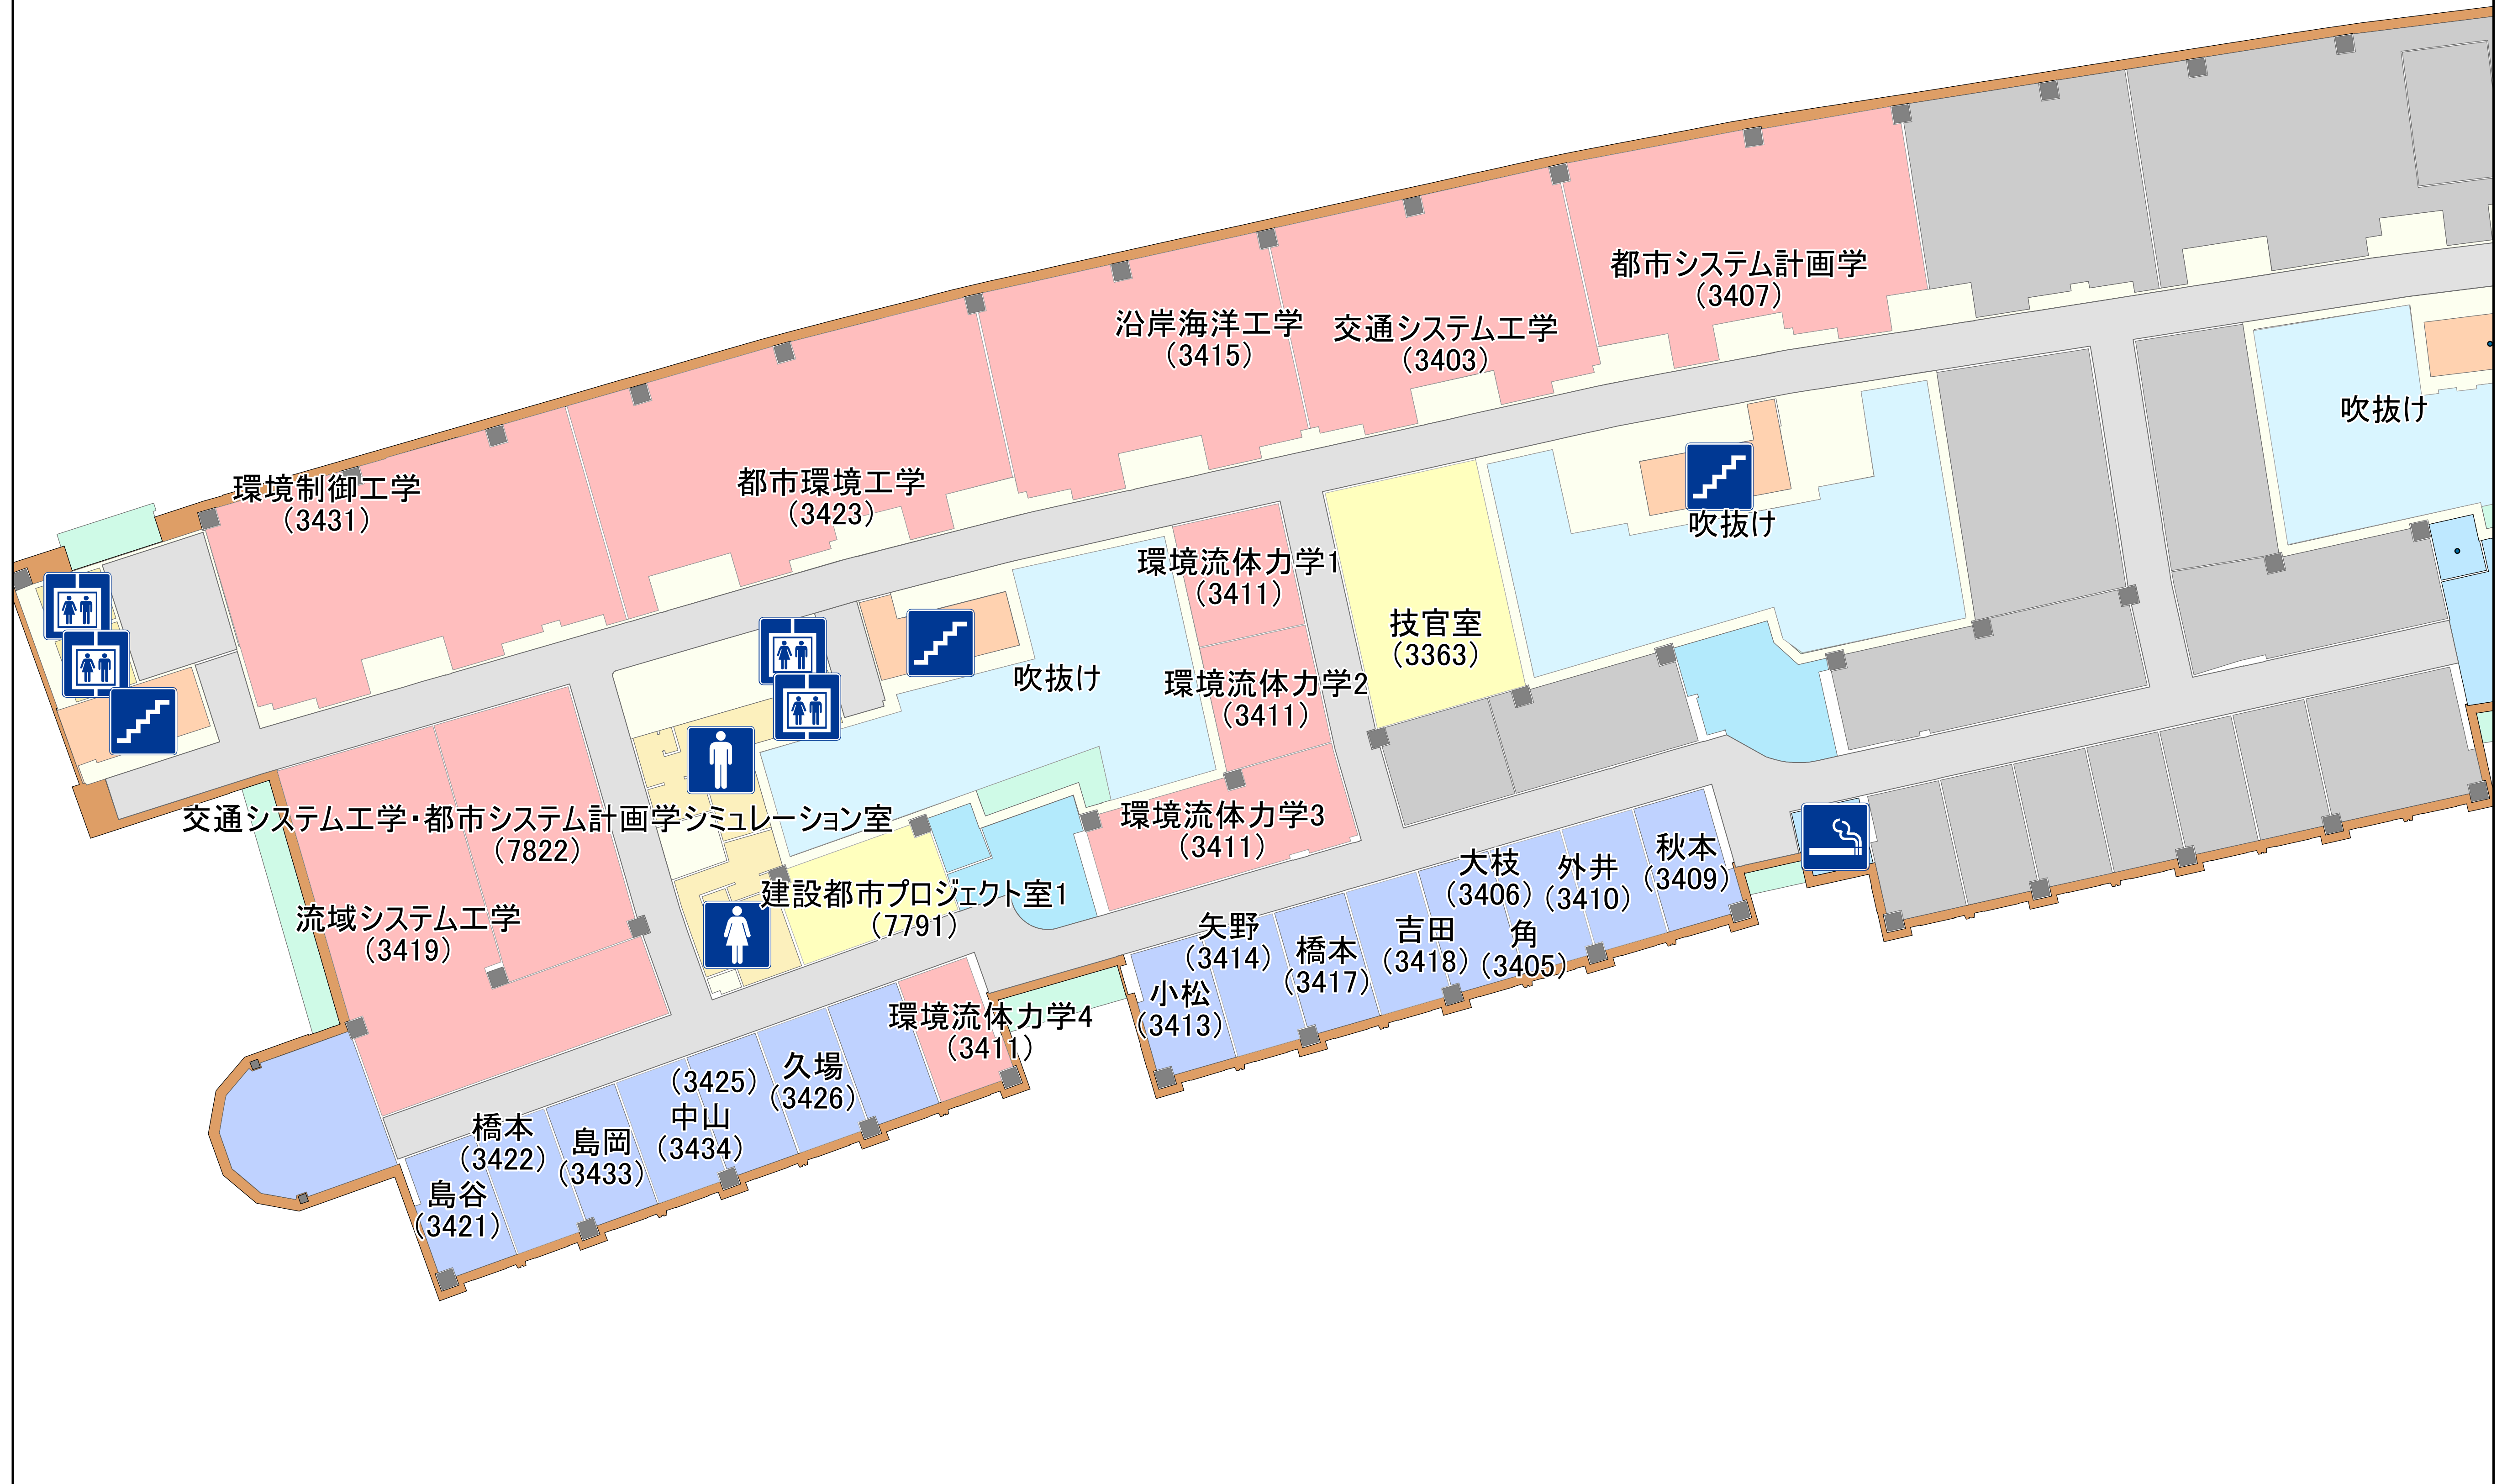 都市システム計画学
(3407)
沿岸海洋工学
(3415)
交通システム工学
(3403)
吹抜け
環境制御工学
(3431)
都市環境工学
(3423)
吹抜け
環境流体力学1
(3411)
技官室
(3363)
吹抜け
環境流体力学2
(3411)
交通システム工学・都市システム計画学シミュレーション室
(7822)
環境流体力学3
(3411)
流域システム工学
(3419)
建設都市プロジェクト室1
(7791)
秋本
(3409)
外井
(3410)
大枝
(3406)
角
(3405)
吉田
(3418)
橋本
(3417)
矢野
(3414)
小松
(3413)
環境流体力学4
(3411)
久場
(3426)
(3425)
中山
(3434)
島岡
(3433)
橋本
(3422)
島谷
(3421)